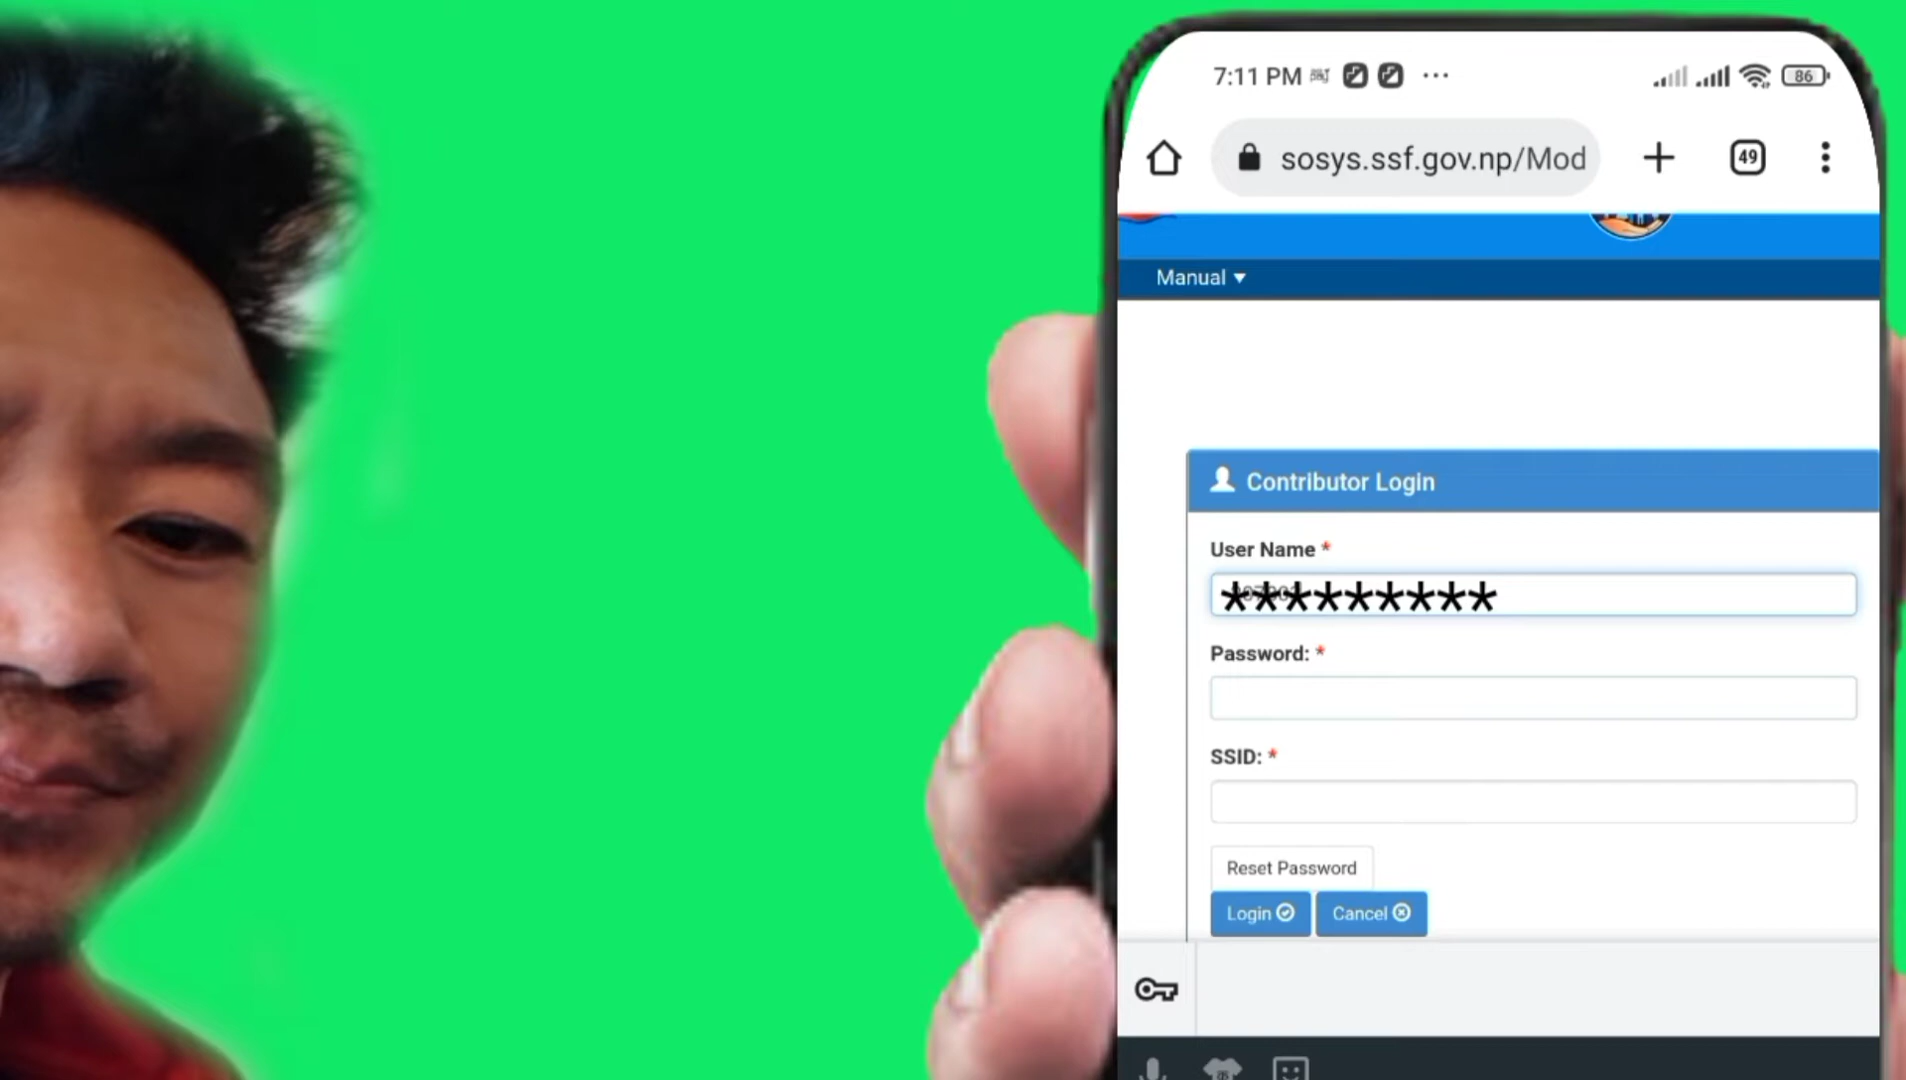 7:11 PM
86
sosys.ssf.gov.np/Mod
49
Manual
Contributor Login
User Name *
*********
Password: *
SSID: *
Reset Password
Login
Cancel